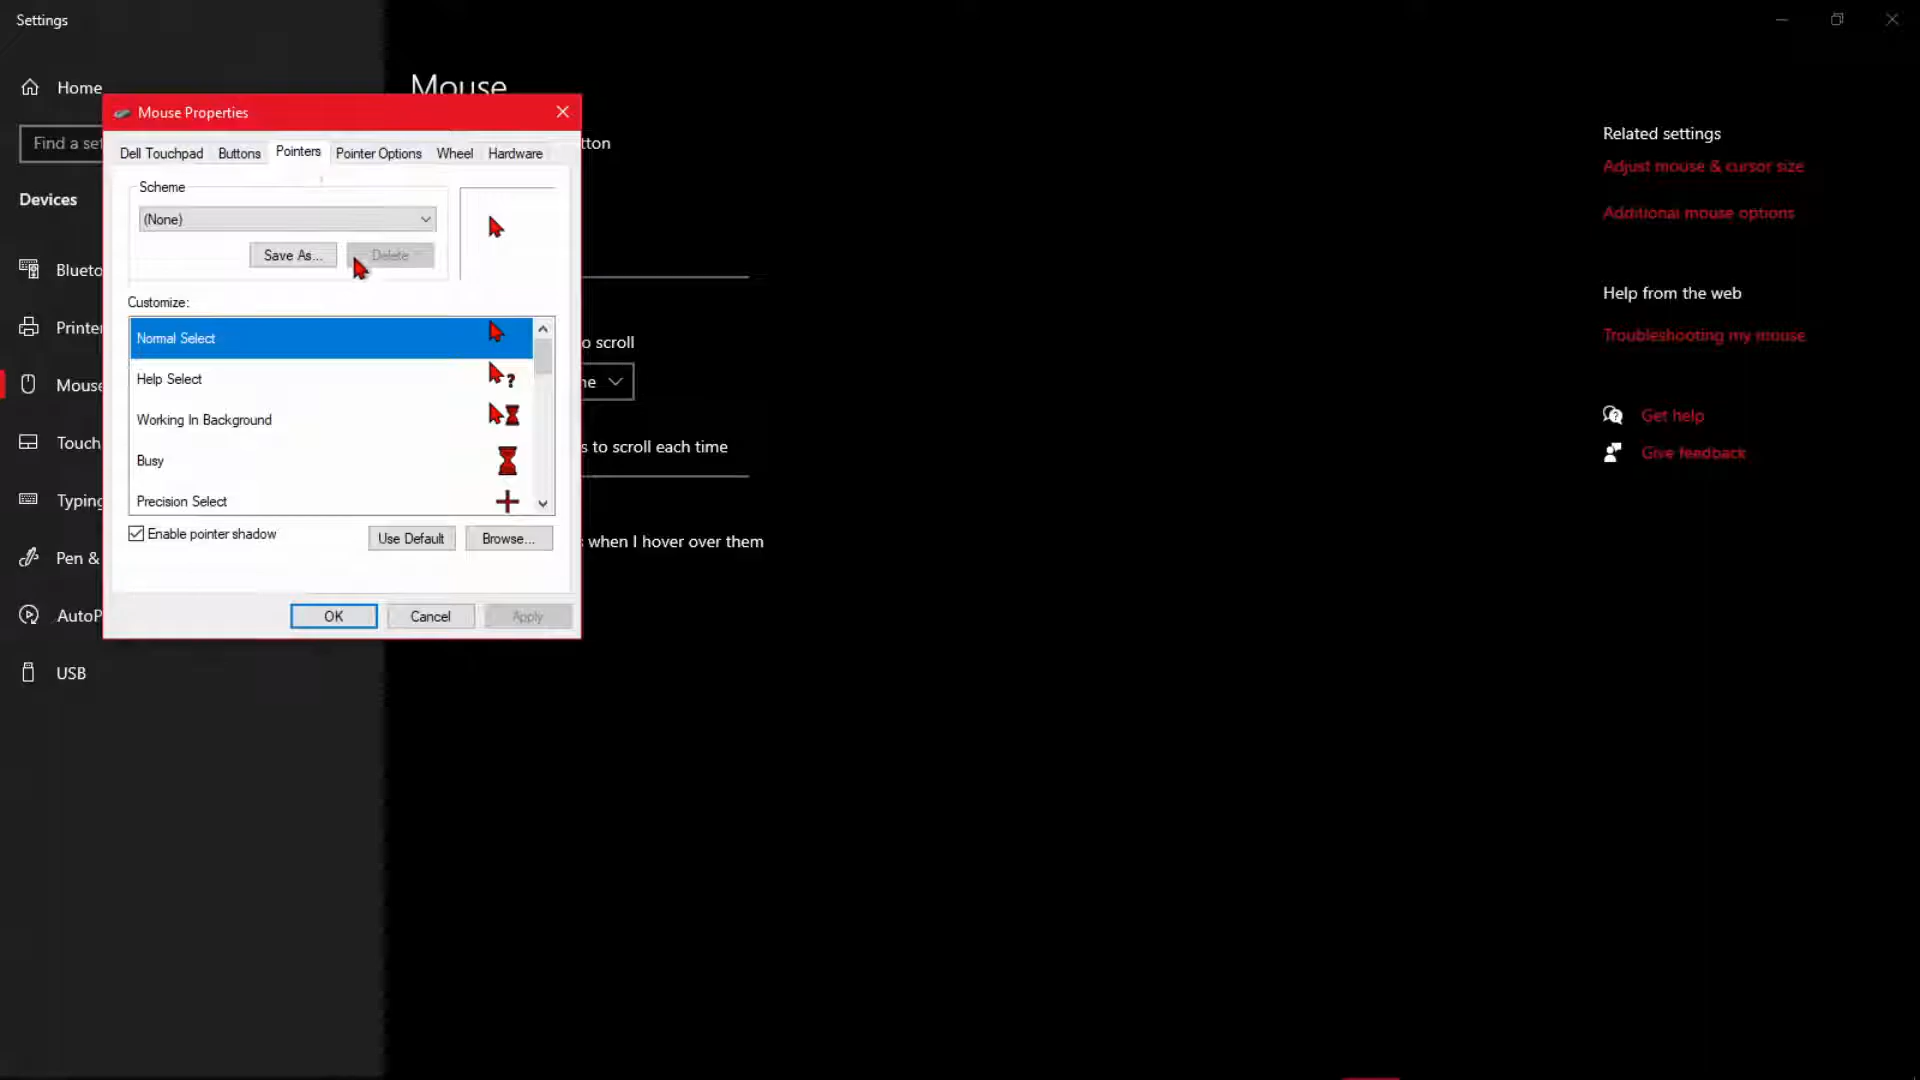 Settings
Home
Find a se
Devices
Blueto
Printer
Mouse
Touch
Typing
Pen &
AutoP
USB
Mouse
tton
o scroll
ne
s to scroll each time
s when I hover over them
Mouse Properties
Dell Touchpad Buttons Pointers Pointer Options Wheel Hardware
Scheme
(None)
Save As... Delete
Customize:
Normal Select
Help Select
?
Working In Background
Busy
Precision Select
Enable pointer shadow
Use Default Browse...
OK Cancel Apply
Related settings
Adjust mouse & cursor size
Additional mouse options
Help from the web
Troubleshooting my mouse
Get help
Give feedback